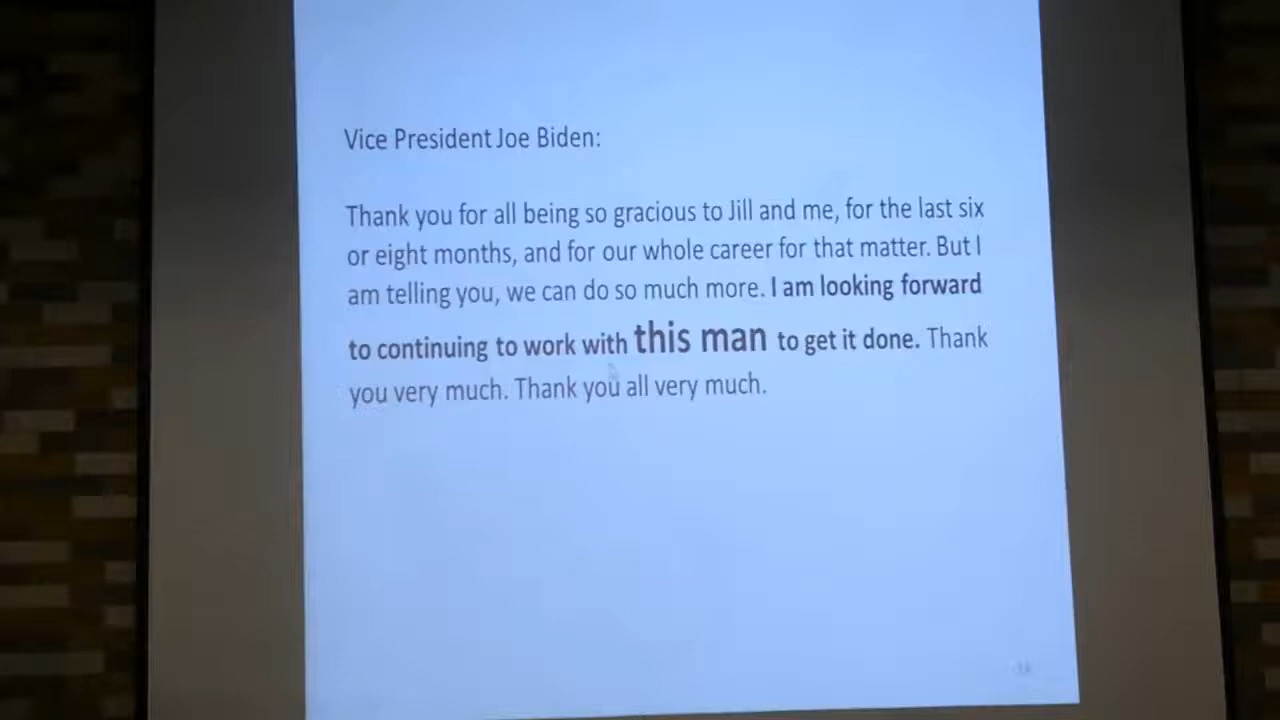 Vice President Joe Biden:
Thank you for all being so gracious to Jill and me, for the last six
or eight months, and for our whole career for that matter. But I
am telling you, we can do so much more. I am looking forward
to continuing to work with this man to get it done. Thank
you very much. Thank you all very much.